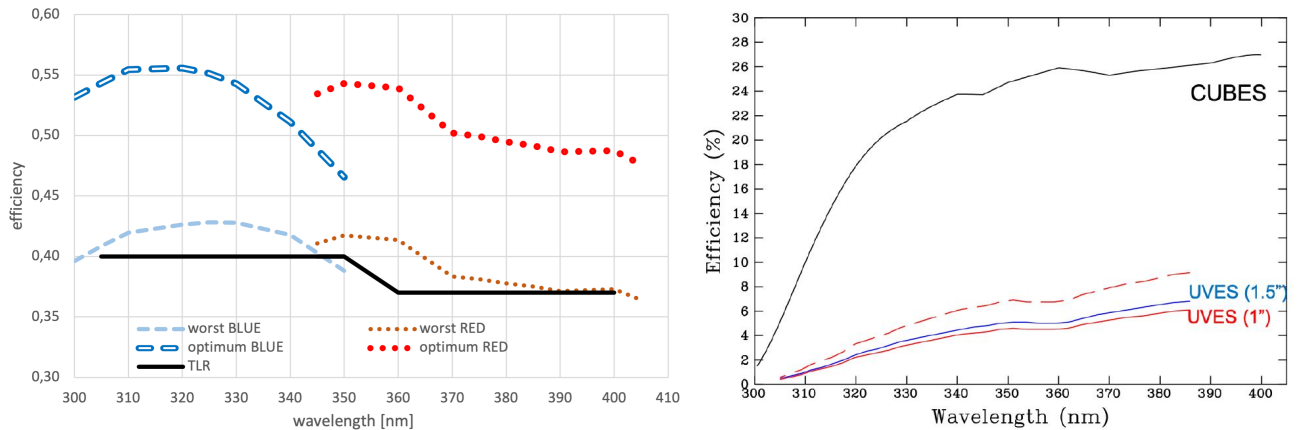 0,60
0,55
0,50
0,45
0,40
0,35
0,30
efficiency
worst BLUE
worst RED
optimum BLUE
optimum RED
TLR
300 310 320 330 340 350 360 370 380 390 400 410
wavelength [nm]
30
28
26
24
22
20
18
16
14
12
10
8
6
4
2
0
Efficiency (%)
CUBES
UVES (1.5”)
UVES (1”)
300 310 320 330 340 350 360 370 380 390 400
Wavelength (nm)